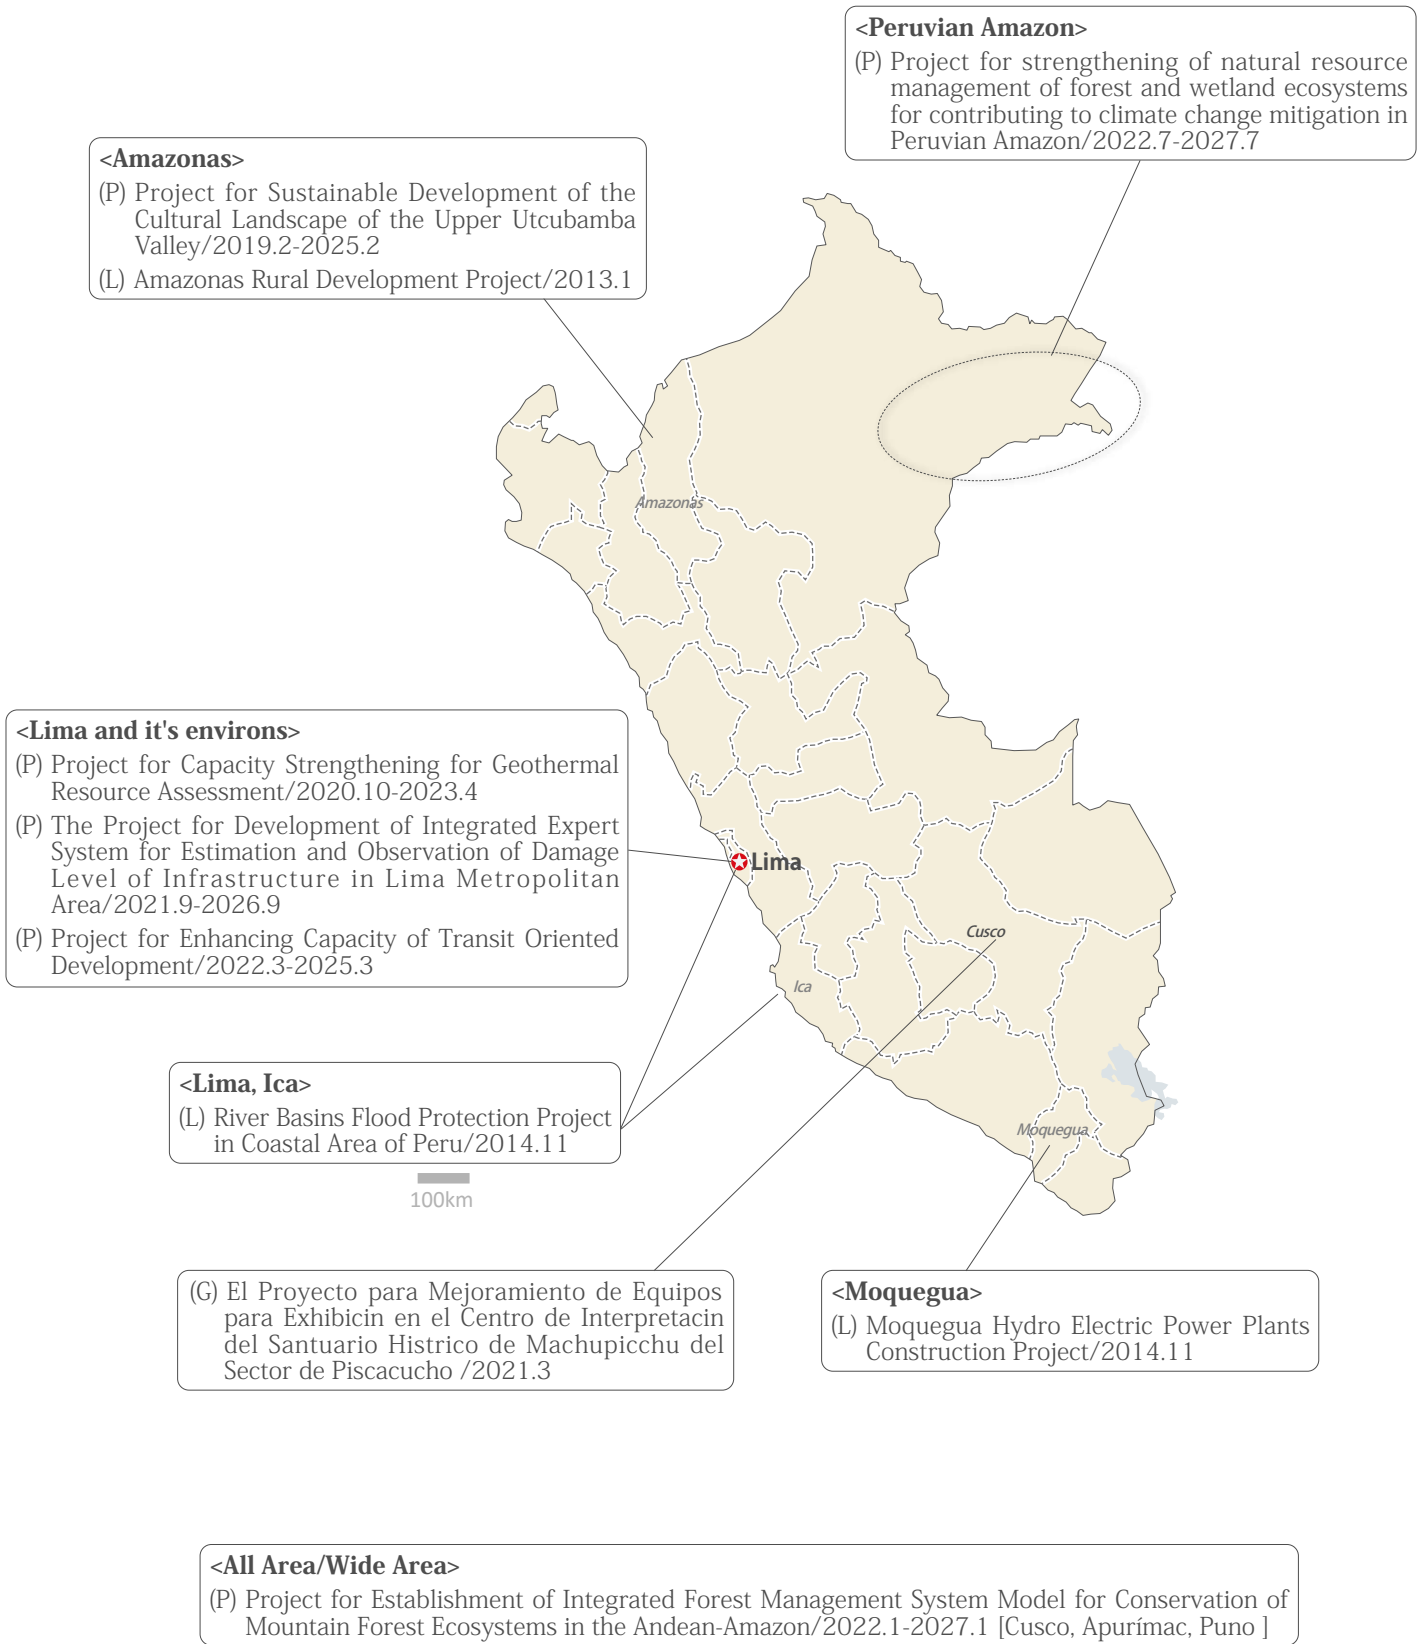 <Peruvian Amazon>
(P) Project for strengthening of natural resource
management of forest and wetland ecosystems
for contributing to climate change mitigation in
Peruvian Amazon/2022.7-2027.7
<Amazonas>
(P) Project for Sustainable Development of the
Cultural Landscape of the Upper Utcubamba
Valley/2019.2-2025.2
(L) Amazonas Rural Development Project/2013.1
Amazonas
<Lima and it's environs>
(P) Project for Capacity Strengthening for Geothermal
Resource Assessment/2020.10-2023.4
(P) The Project for Development of Integrated Expert
System for Estimation and Observation of Damage
Level of Infrastructure in Lima Metropolitan
Area/2021.9-2026.9
(P) Project for Enhancing Capacity of Transit Oriented
Development/2022.3-2025.3
Lima
Cusco
Ica
<Lima, Ica>
(L) River Basins Flood Protection Project
in Coastal Area of Peru/2014.11
Moquegua
100km
(G) El Proyecto para Mejoramiento de Equipos
para Exhibicin en el Centro de Interpretacin
del Santuario Histrico de Machupicchu del
Sector de Piscacucho /2021.3
<Moquegua>
(L) Moquegua Hydro Electric Power Plants
Construction Project/2014.11
<All Area/Wide Area>
(P) Project for Establishment of Integrated Forest Management System Model for Conservation of
Mountain Forest Ecosystems in the Andean-Amazon/2022.1-2027.1 [Cusco, Apurímac, Puno ]